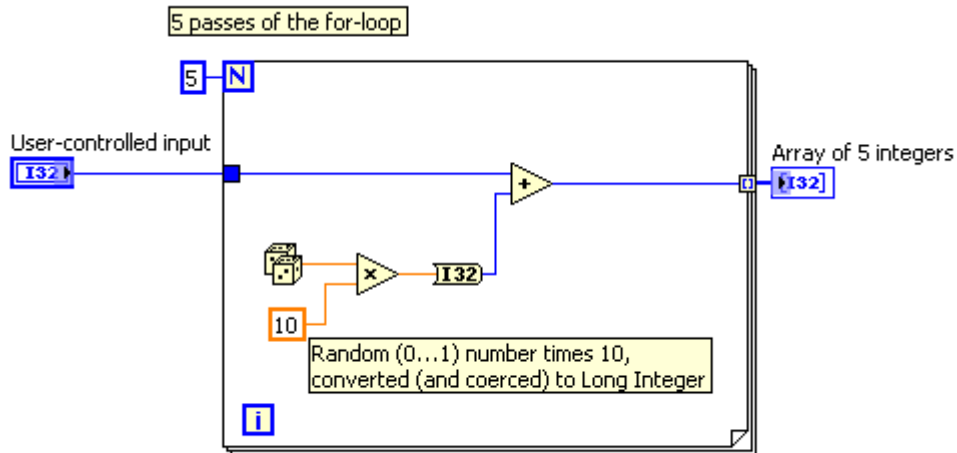 5 passes of the for-loop
5
N
User-controlled input
I32
+
Array of 5 integers
[I32]
×
I32
10
Random (0...1) number times 10,
converted (and coerced) to Long Integer
i